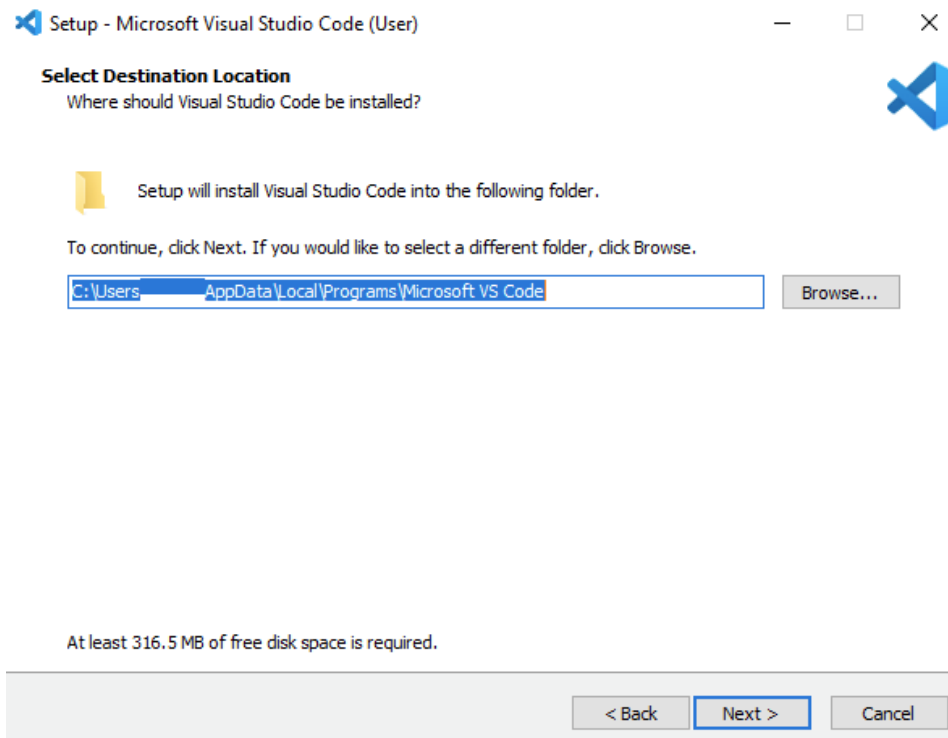 Setup - Microsoft Visual Studio Code (User)
Select Destination Location
Where should Visual Studio Code be installed?
Setup will install Visual Studio Code into the following folder.
To continue, click Next. If you would like to select a different folder, click Browse.
C:\Users AppData\Local\Programs\Microsoft VS Code
Browse...
At least 316.5 MB of free disk space is required.
< Back Next > Cancel